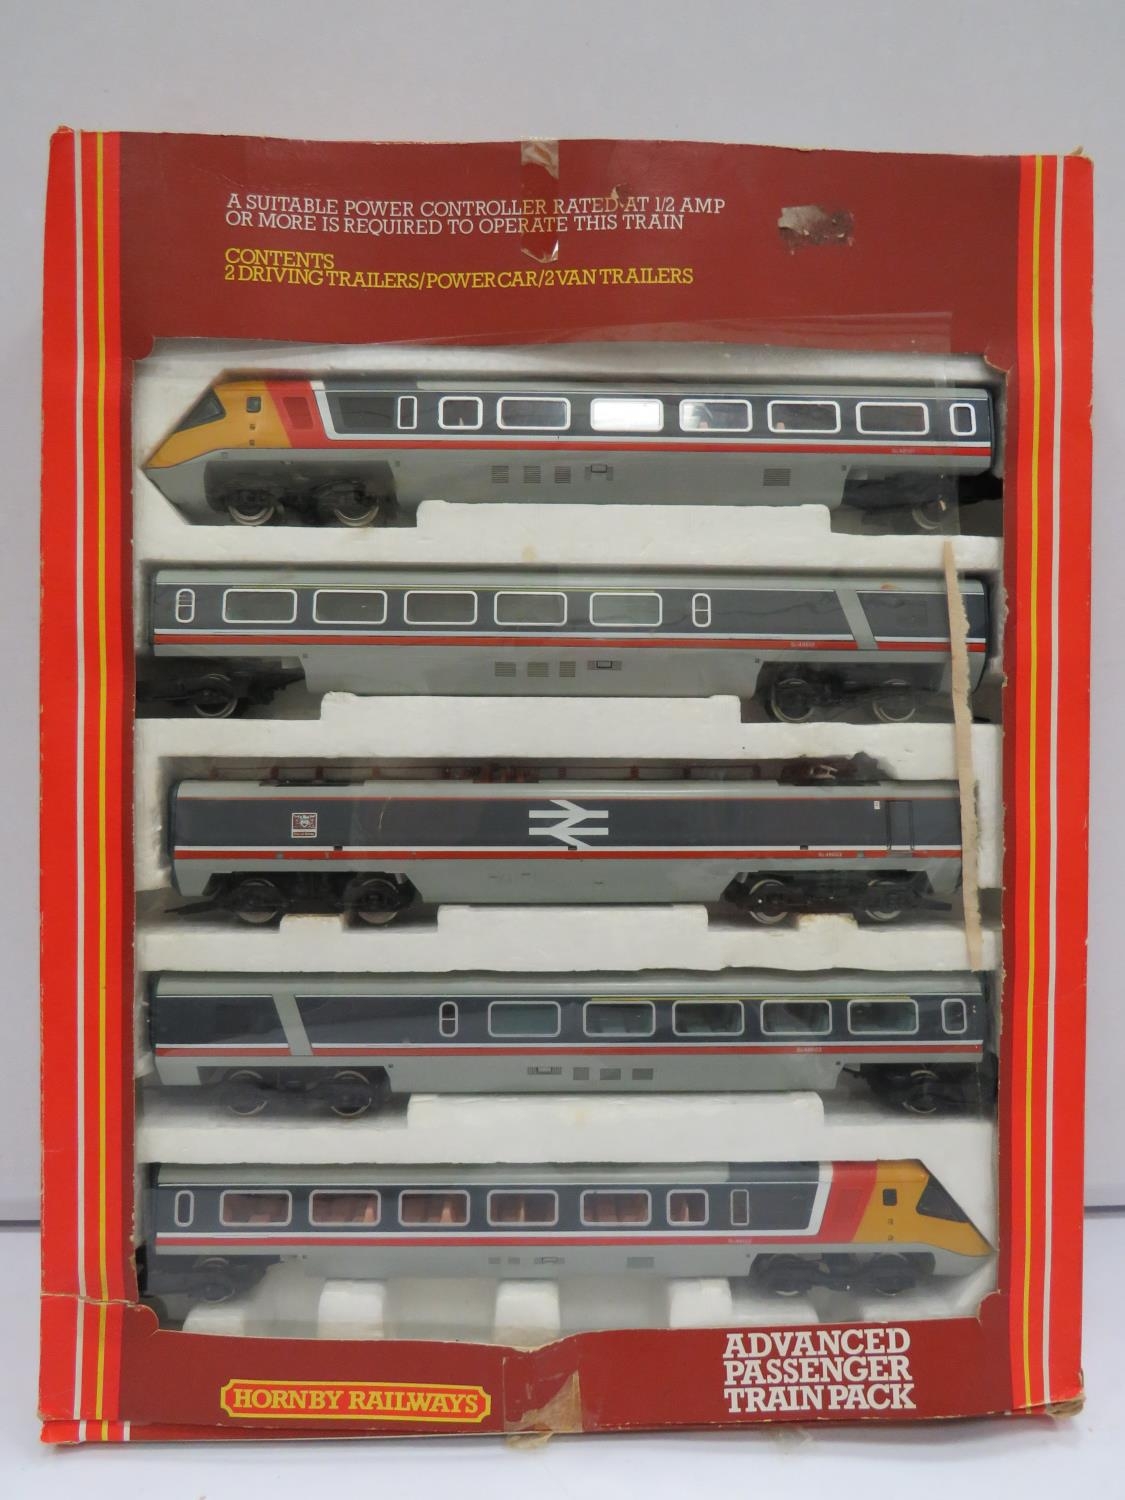 A SUITABLE POWER CONTROLLER RATED AT 1/2 AMP
OR MORE IS REQUIRED TO OPERATE THIS TRAIN
CONTENTS
2 DRIVING TRAILERS/POWER CAR/2 VAN TRAILERS
HORNBY RAILWAYS
ADVANCED
PASSENGER
TRAIN PACK